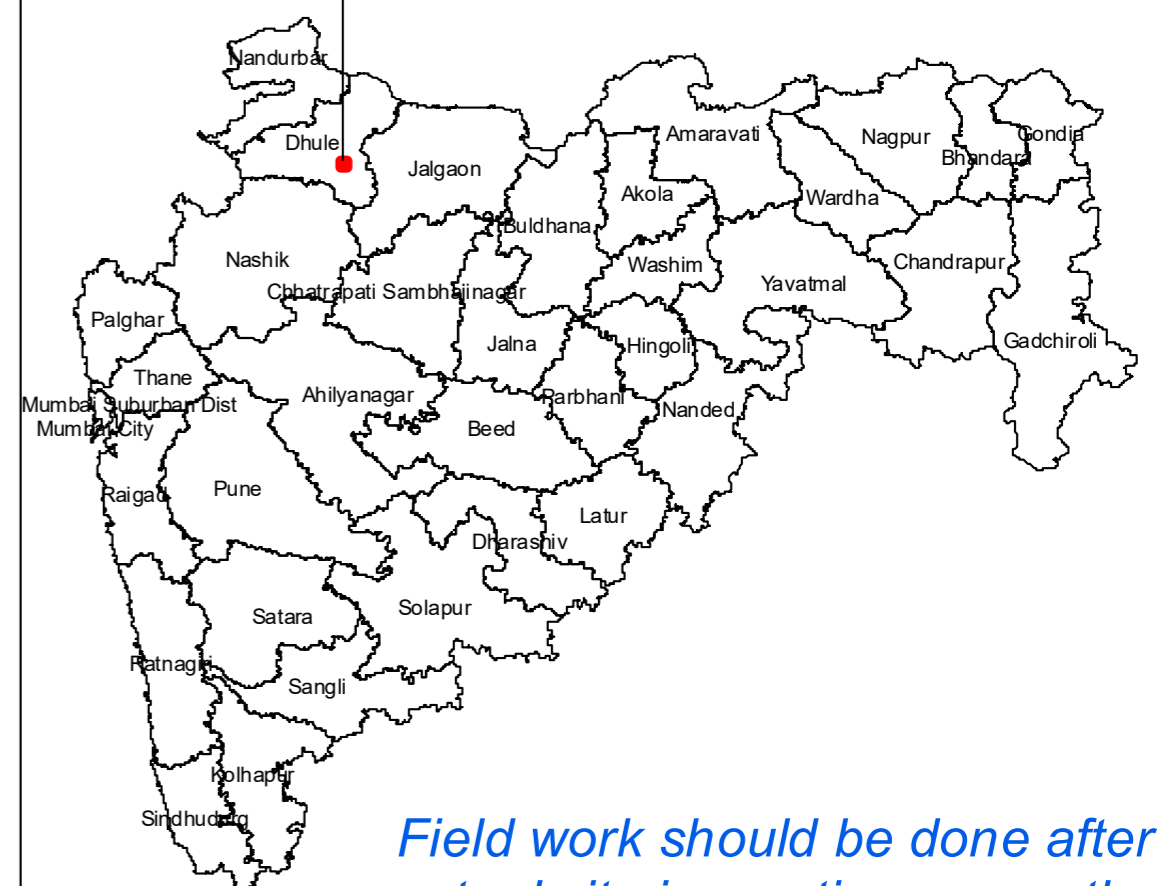 Nandurbar
Dhule
Jalgaon
Amaravati
Nagpur
Gondia
Bhandara
Akola
Wardha
Buldhana
Nashik
Washim
Chandrapur
Chhatrapati Sambhajinagar
Yavatmal
Palghar
Jalna
Hingoli
Gadchiroli
Thane
Ahilyanagar
Parbhani
Mumbai Suburban Dist
Nanded
Mumbai City
Beed
Raigad
Pune
Latur
Dharashiv
Satara
Solapur
Ratnagiri
Sangli
Kolhapur
Sindhudurg
Field work should be done after